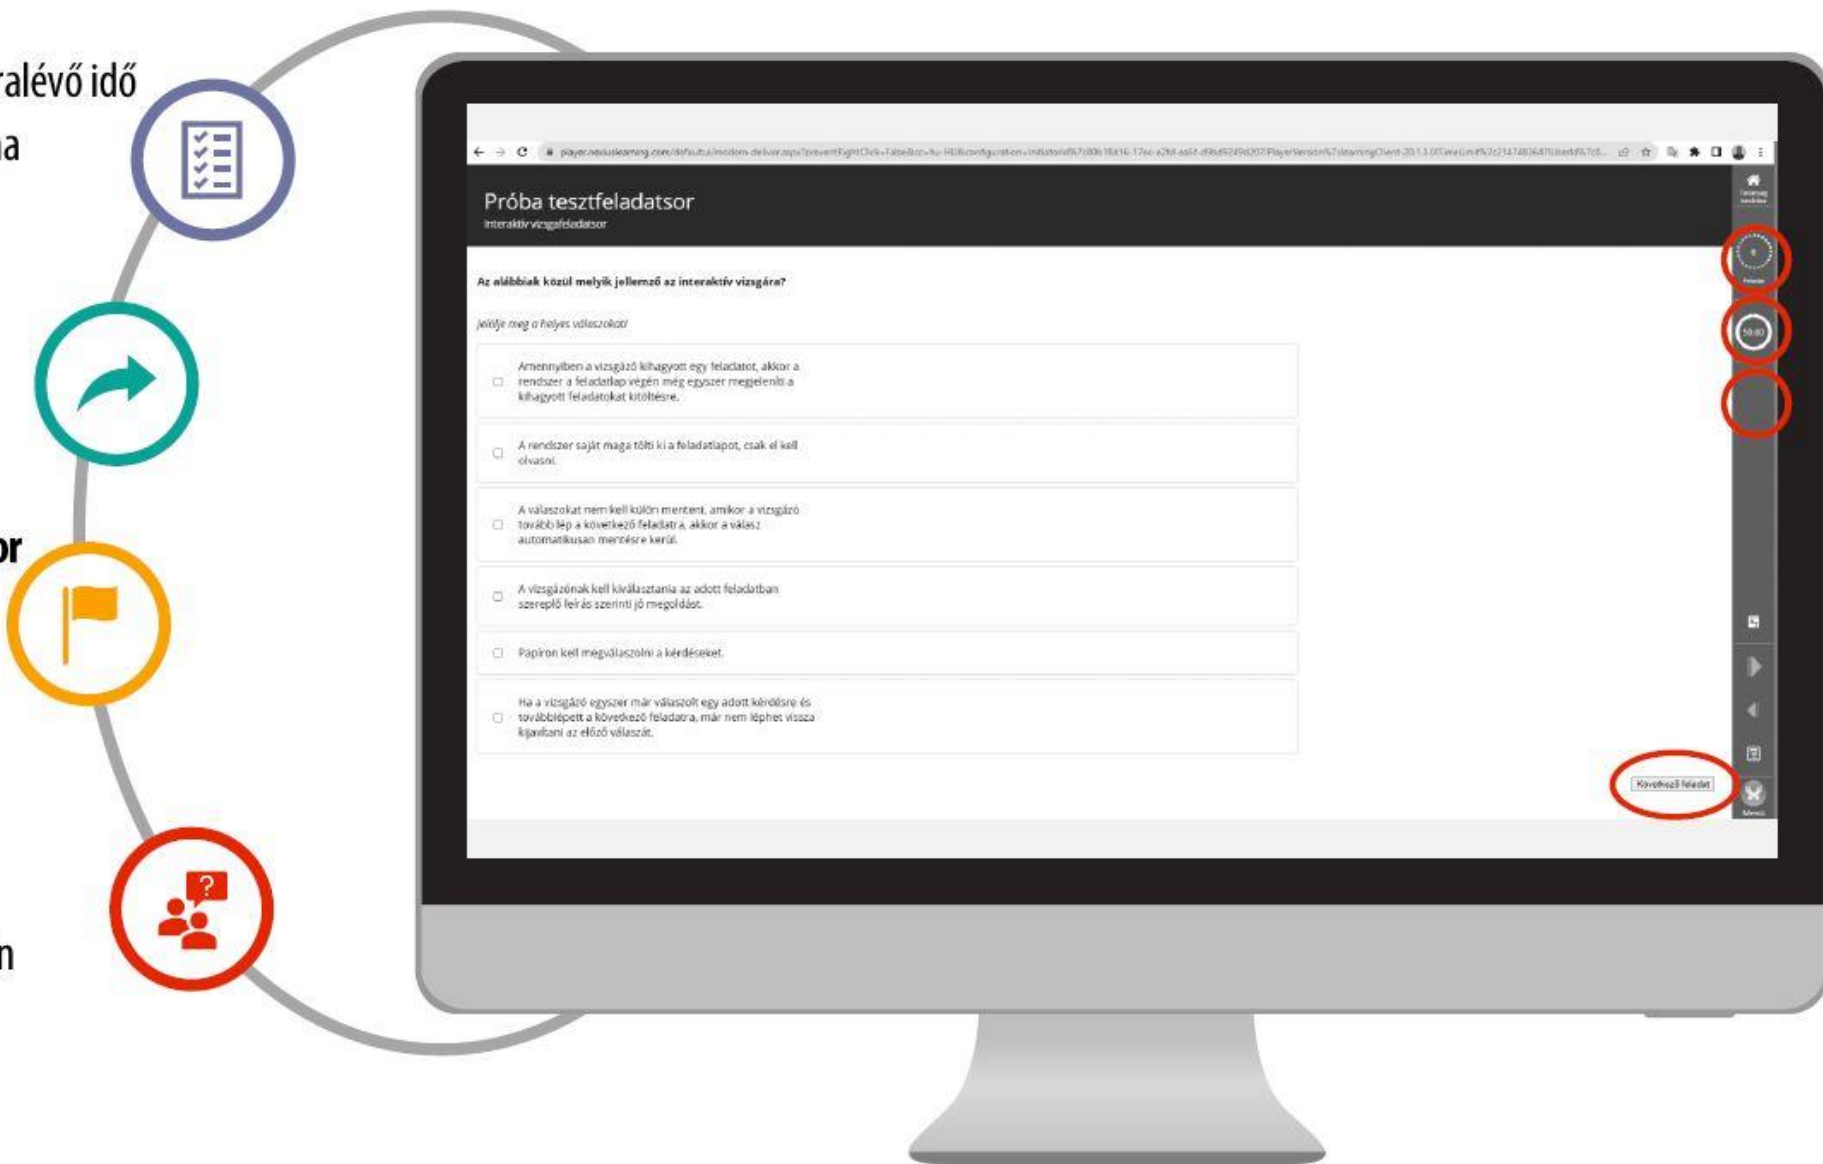 ralévő idő
na
or
n
?
Próba tesztfeladatsor
Interaktív vizsgafeladatsor
Az alábbiak közül melyik jellemző az interaktív vizsgára?
Jelölje meg a helyes válaszokat!
Amennyiben a vizsgázó kihagyott egy feladatot, akkor a
rendszer a feladatlap végén még egyszer megjeleníti a
kihagyott feladatokat kitöltésre.
A rendszer saját maga tölti ki a feladatlapot, csak el kell
olvasni.
A válaszokat nem kell külön menteni, amikor a vizsgázó
tovább lép a következő feladatra, akkor a válasz
automatikusan mentésre kerül.
A vizsgázónak kell kiválasztania az adott feladatban
szereplő leírás szerinti jó megoldást.
Papíron kell megválaszolni a kérdéseket.
Ha a vizsgázó egyszer már válaszolt egy adott kérdésre és
továbblépett a következő feladatra, már nem léphet vissza
kijavítani az előző válaszát.
Következő feladat
50:00
Menü